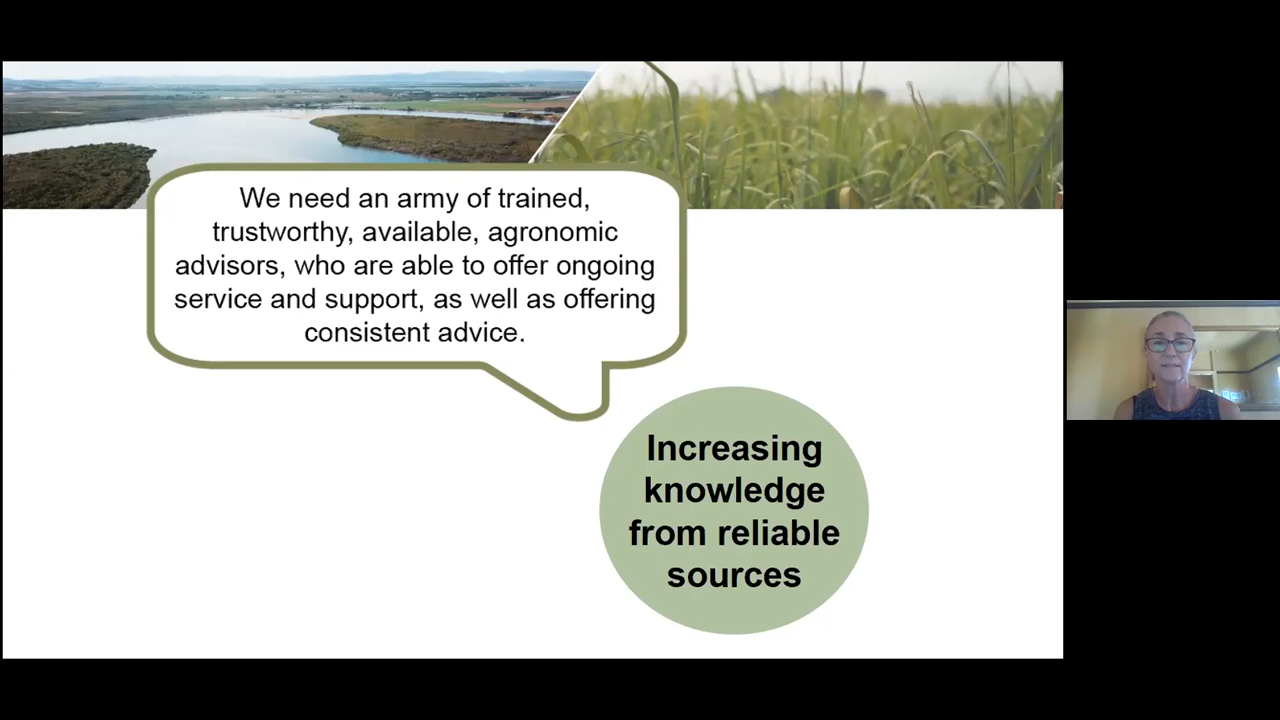 We need an army of trained,
trustworthy, available, agronomic
advisors, who are able to offer ongoing
service and support, as well as offering
consistent advice.
Increasing
knowledge
from reliable
sources